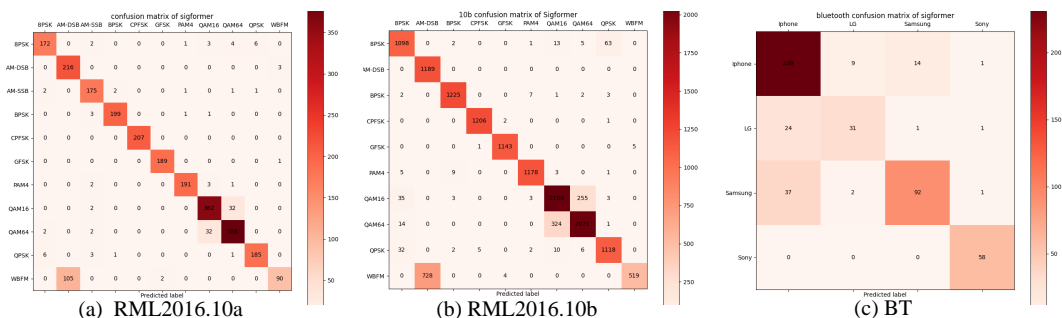 confusion matrix of sigformer
BPSK AM-DSB AM-SSB BPSK CPFSK GFSK PAM4 QAM16 QAM64 QPSK WBFM
BPSK 172 0 2 0 0 0 1 3 4 6 0
AM-DSB 0 216 0 0 0 0 0 0 0 0 3
AM-SSB 2 0 175 2 0 0 1 0 1 1 0
BPSK 0 0 3 199 0 0 1 1 0 0 0
CPFSK 0 0 0 0 207 0 0 0 0 0 0
GFSK 0 0 0 0 0 189 0 0 0 0 1
PAM4 0 0 2 0 0 0 191 3 1 0 0
QAM16 0 0 2 0 0 0 0 32 0 0
QAM64 2 0 2 0 0 0 0 32 0 0
QPSK 6 0 3 1 0 0 0 0 1 185 0
WBFM 0 105 0 0 0 2 0 0 0 0 90
Predicted label
350
300
250
200
150
100
50
(a) RML2016.10a
10b confusion matrix of Sigformer
BPSK AM-DSB AM-SSB BPSK CPFSK GFSK PAM4 QAM16 QAM64 QPSK WBFM
BPSK 1098 0 2 0 0 0 1 13 5 63 0
AM-DSB 0 1189 0 0 0 0 0 0 0 0 0
BPSK 2 0 1225 0 0 0 7 1 2 3 0
CPFSK 0 0 0 1206 2 0 0 0 1 0
GFSK 0 0 0 1 1143 0 0 0 0 5
PAM4 5 0 9 0 0 1178 3 0 1 0
QAM16 35 0 3 0 0 3 255 3 0
QAM64 14 0 0 0 0 0 324 2 0
QPSK 32 0 2 5 0 2 10 6 1118 0
WBFM 0 728 0 0 4 0 0 0 0 519
Predicted label
2000
1750
1500
1250
1000
750
500
250
(b) RML2016.10b
bluetooth confusion matrix of sigformer
Iphone LG Samsung Sony
Iphone 9 14 1
LG 24 31 1 1
Samsung 37 2 92 1
Sony 0 0 0 58
Predicted label
200
150
100
50
0
(c) BT